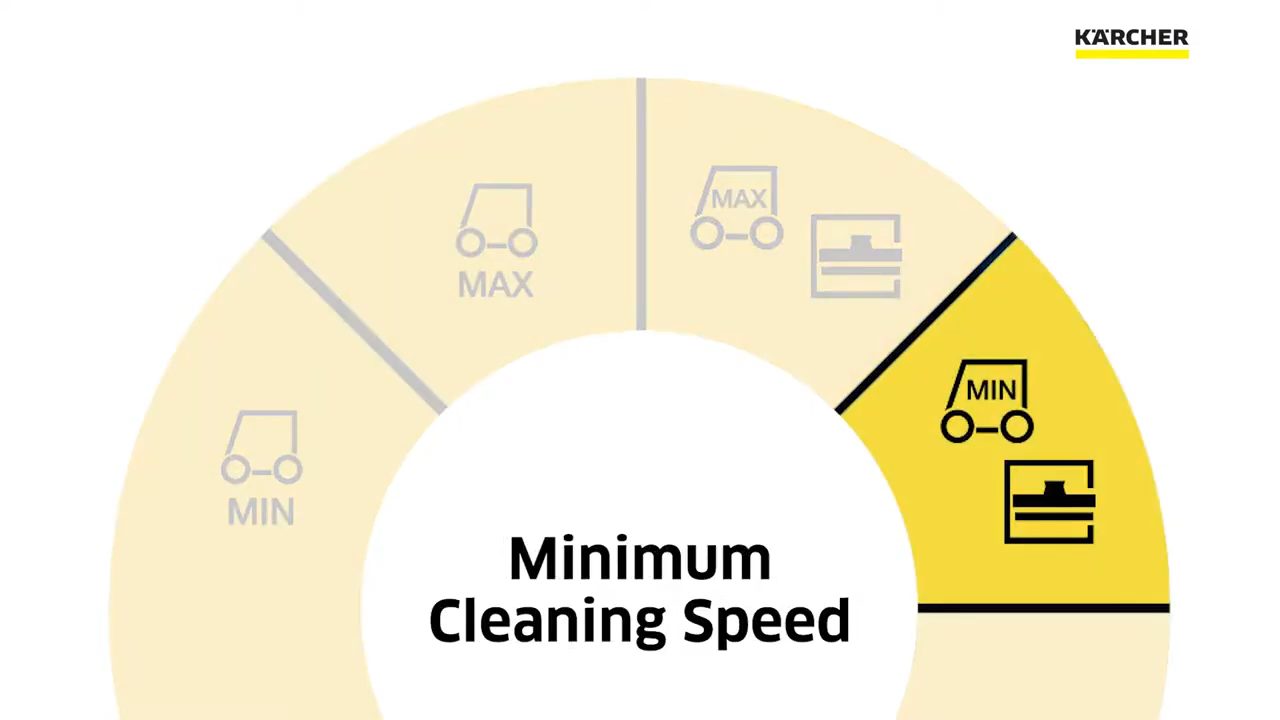 KÄRCHER
MAX
MAX
MIN
MIN
Minimum
Cleaning Speed